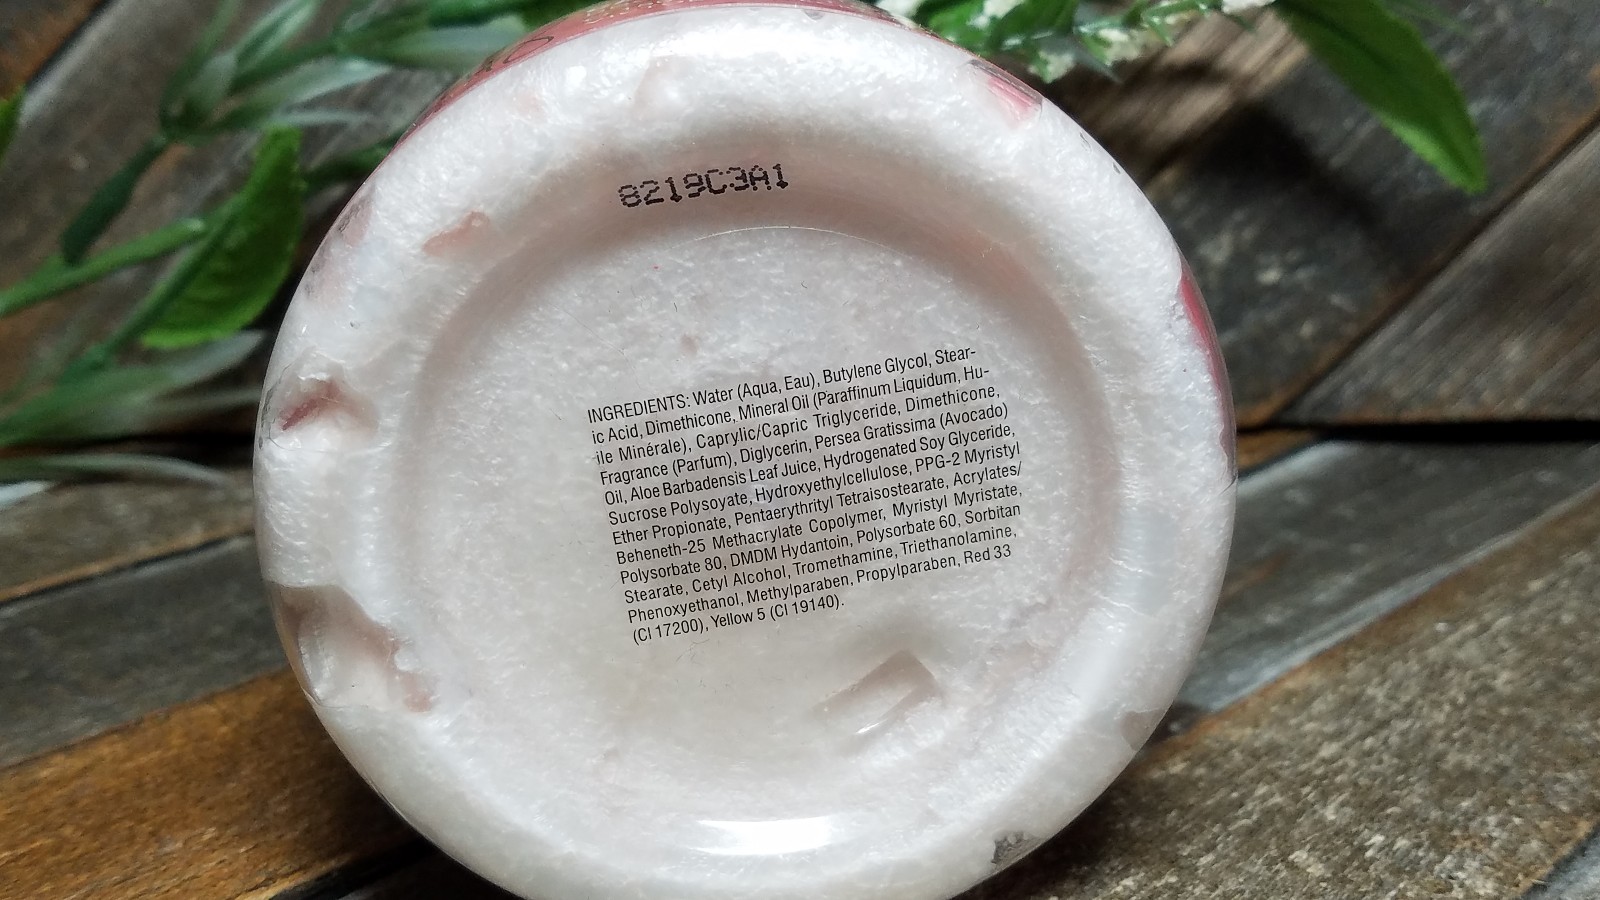 8219C3A1
INGREDIENTS: Water (Aqua, Eau), Butylene Glycol, Stear-
ic Acid, Dimethicone, Mineral Oil (Paraffinum Liquidum, Hu-
ile Minérale), Caprylic/Capric Triglyceride, Dimethicone,
Fragrance (Parfum), Diglycerin, Persea Gratissima (Avocado)
Oil, Aloe Barbadensis Leaf Juice, Hydrogenated Soy Glyceride,
Sucrose Polysoyate, Hydroxyethylcellulose, PPG-2 Myristyl
Ether Propionate, Pentaerythrityl Tetraisostearate, Acrylates/
Beheneth-25 Methacrylate Copolymer, Myristyl Myristate,
Polysorbate 80, DMDM Hydantoin, Polysorbate 60, Sorbitan
Stearate, Cetyl Alcohol, Tromethamine, Triethanolamine,
Phenoxyethanol, Methylparaben, Propylparaben, Red 33
(CI 17200), Yellow 5 (CI 19140).